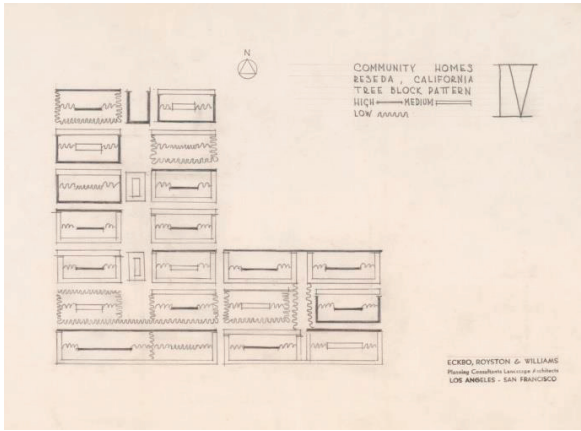 N
COMMUNITY HOMES
RESEDA, CALIFORNIA
TREE BLOCK PATTERN
HIGH MEDIUM
LOW
IV
ECKBO, ROYSTON & WILLIAMS
Planning Consultants Landscape Architects
LOS ANGELES - SAN FRANCISCO